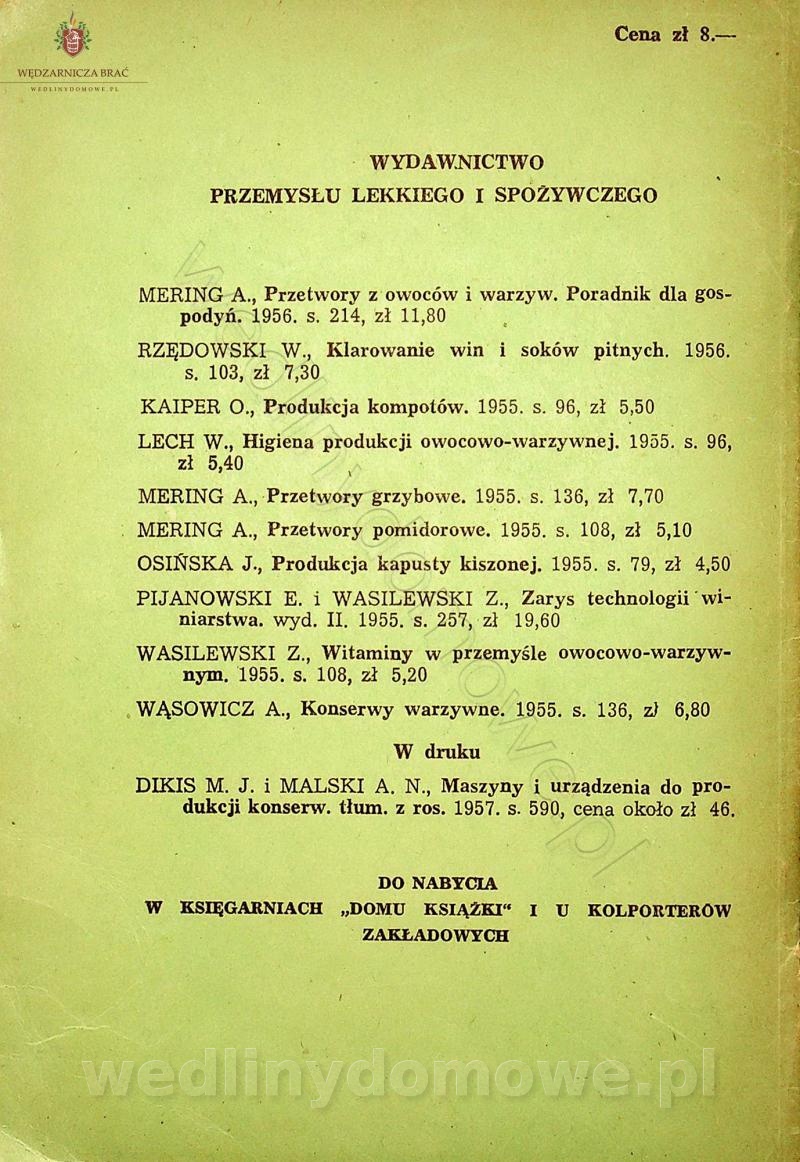 Cena zł 8.—
WĘDZARNICZA BRAĆ
WEDLINYDOMOWE.PL
WYDAWNICTWO
PRZEMYSŁU LEKKIEGO I SPOŻYWCZEGO
MERING A., Przetwory z owoców i warzyw. Poradnik dla gos-
podyń. 1956. s. 214, zł 11,80
RZĘDOWSKI W., Klarowanie win i soków pitnych. 1956.
s. 103, zł 7,30
KAIPER O., Produkcja kompotów. 1955. s. 96, zł 5,50
LECH W., Higiena produkcji owocowo-warzywnej. 1955. s. 96,
zł 5,40
MERING A., Przetwory grzybowe. 1955. s. 136, zł 7,70
MERING A., Przetwory pomidorowe. 1955. s. 108, zł 5,10
OSIŃSKA J., Produkcja kapusty kiszonej. 1955. s. 79, zł 4,50
PIJANOWSKI E. i WASILEWSKI Z., Zarys technologii wi-
niarstwa. wyd. II. 1955. s. 257, zł 19,60
WASILEWSKI Z., Witaminy w przemyśle owocowo-warzyw-
nym. 1955. s. 108, zł 5,20
WĄSOWICZ A., Konserwy warzywne. 1955. s. 136, zł 6,80
W druku
DIKIS M. J. i MALSKI A. N., Maszyny i urządzenia do pro-
dukcji konserw. tłum. z ros. 1957. s. 590, cena około zł 46.
DO NABYCIA
W KSIĘGARNIACH „DOMU KSIĄŻKI" I U KOLPORTERÓW
ZAKŁADOWYCH
wedlinydomowe.pl